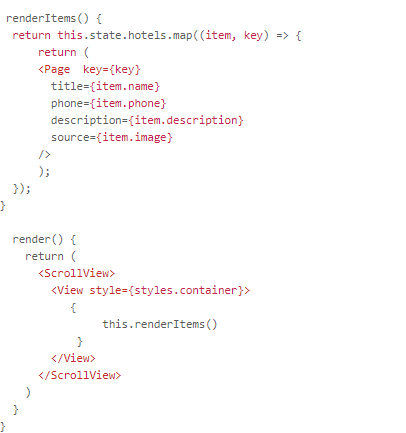 renderItems() {
return this.state.hotels.map((item, key) => {
return (
<Page  key={key}
title={item.name}
phone={item.phone}
description={item.description}
source={item.image}
/>
);
});
}
render() {
return (
<ScrollView>
<View style={styles.container}>
{
this.renderItems()
}
</View>
</ScrollView>
)
}
}